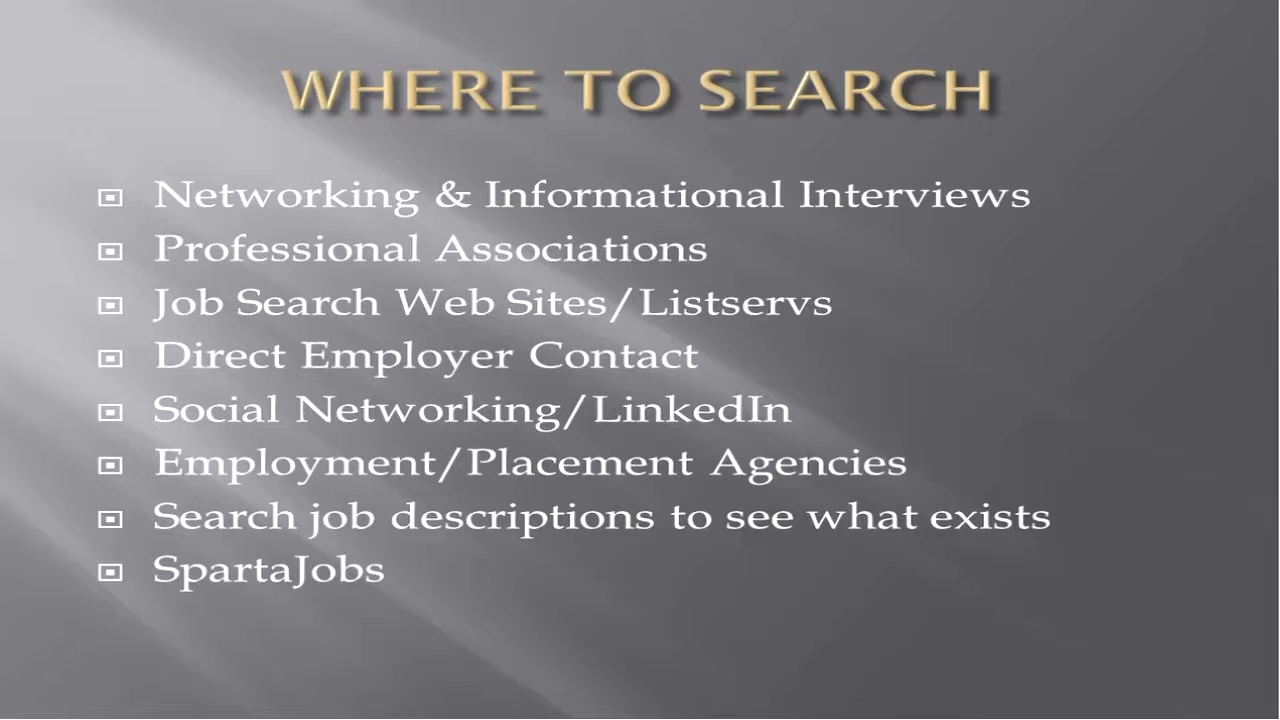 WHERE TO SEARCH
Networking & Informational Interviews
Professional Associations
Job Search Web Sites/Listservs
Direct Employer Contact
Social Networking/LinkedIn
Employment/Placement Agencies
Search job descriptions to see what exists
SpartaJobs